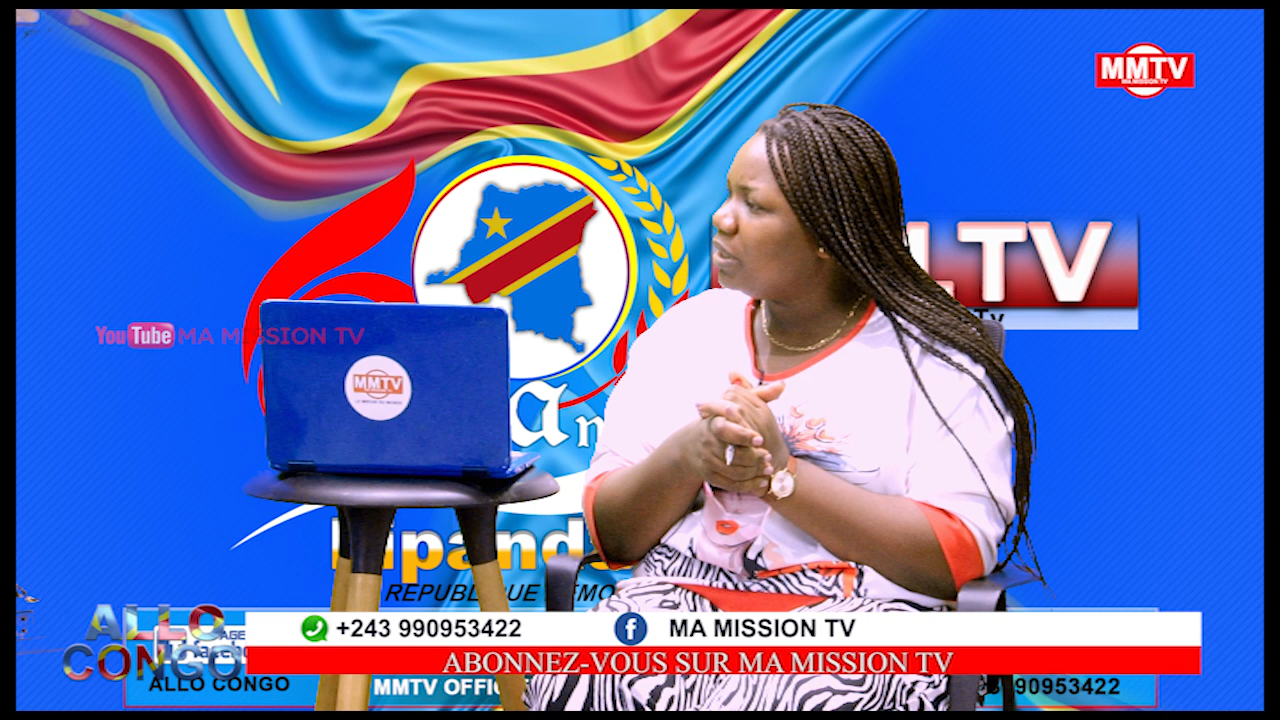 MMTV
MA MISSION TV
LTV
YouTube MA MISSION TV
MMTV
REPUBLIQUE
ALLO
CONGO
+243 990953422
MA MISSION TV
ABONNEZ-VOUS SUR MA MISSION TV
ALLO CONGO
MMTV
90953422